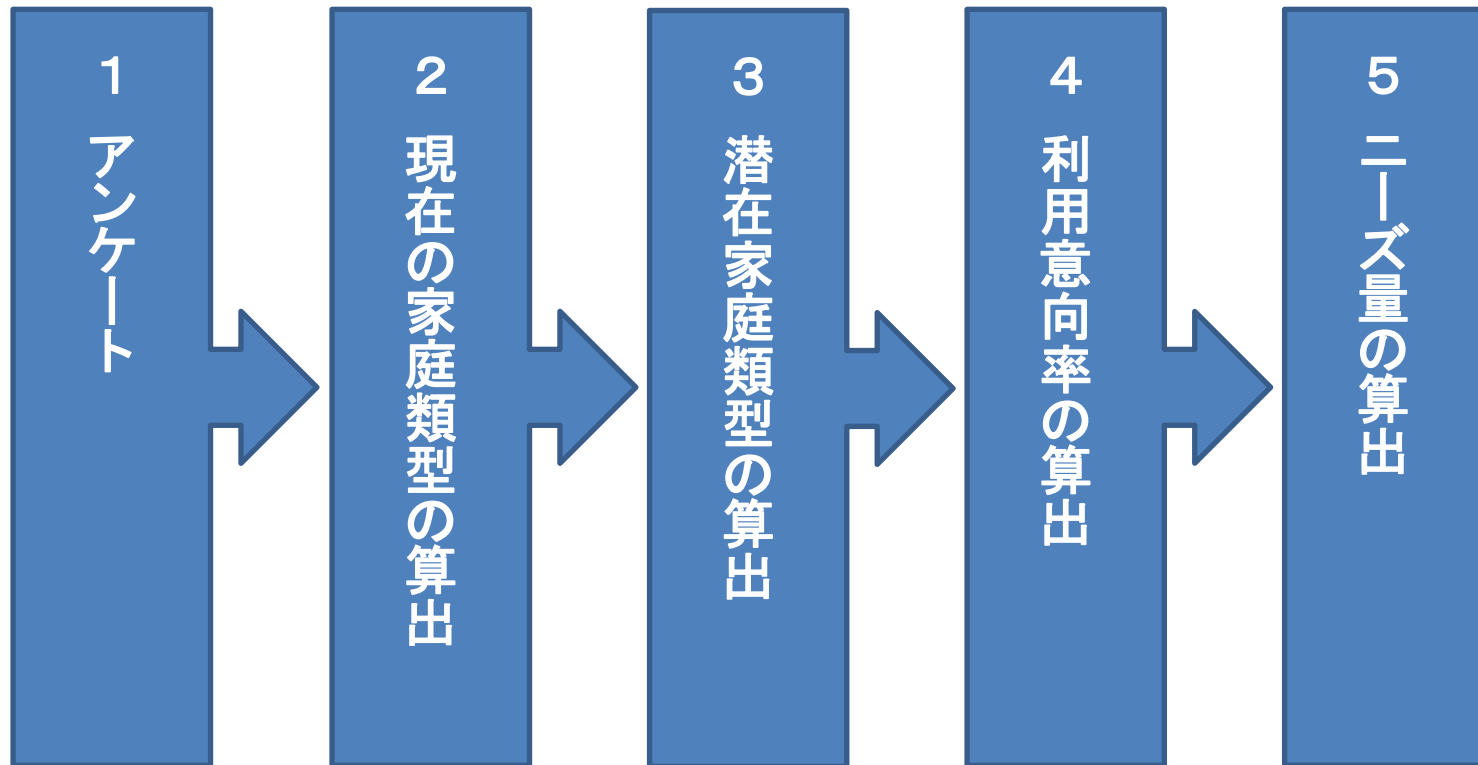 １　アンケート
２　現在の家庭類型の算出
３　潜在家庭類型の算出
４　利用意向率の算出
５　ニーズ量の算出